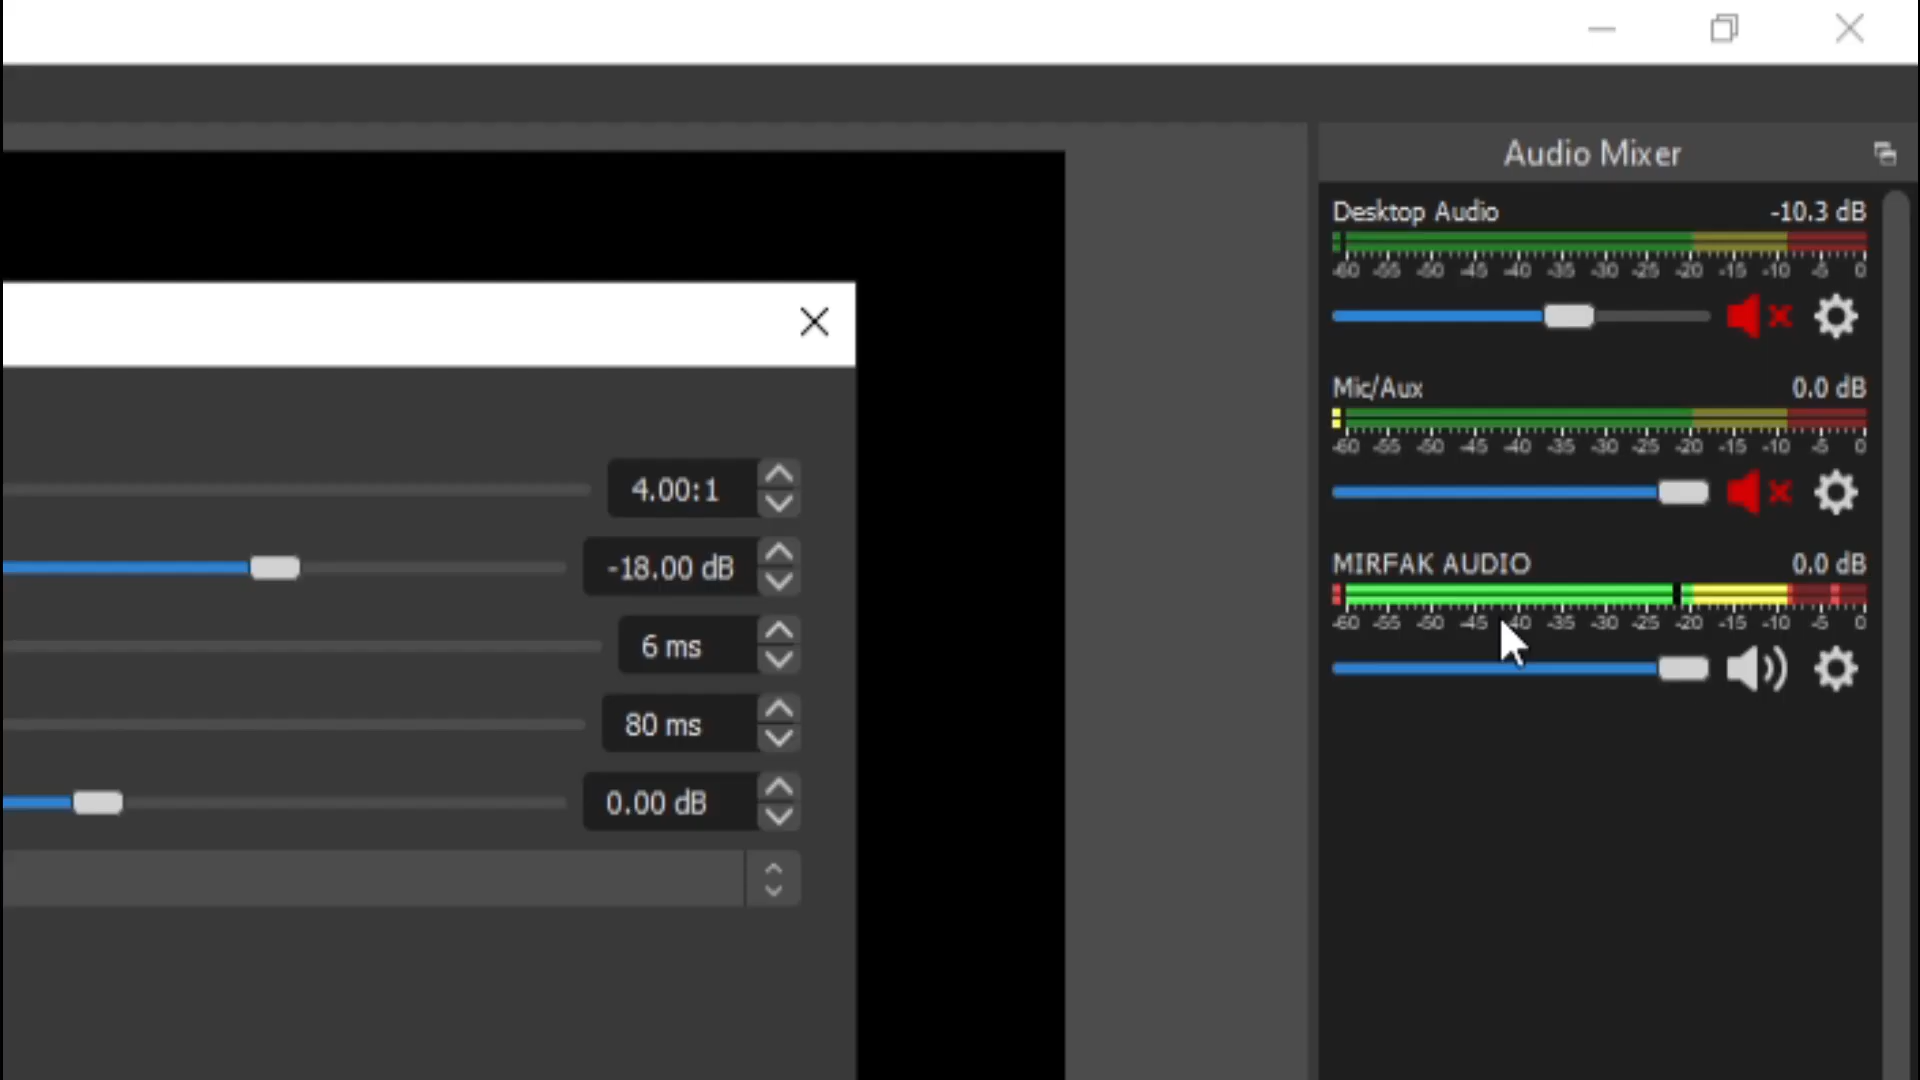 Audio Mixer
Desktop Audio -10.3 dB
-60 -55 -50 -45 -40 -35 -30 -25 -20 -15 -10 -5 0
Mic/Aux 0.0 dB
-60 -55 -50 -45 -40 -35 -30 -25 -20 -15 -10 -5 0
MIRFAK AUDIO 0.0 dB
-60 -55 -50 -45 -40 -35 -30 -25 -20 -15 -10 -5 0
4.00:1
-18.00 dB
6 ms
80 ms
0.00 dB